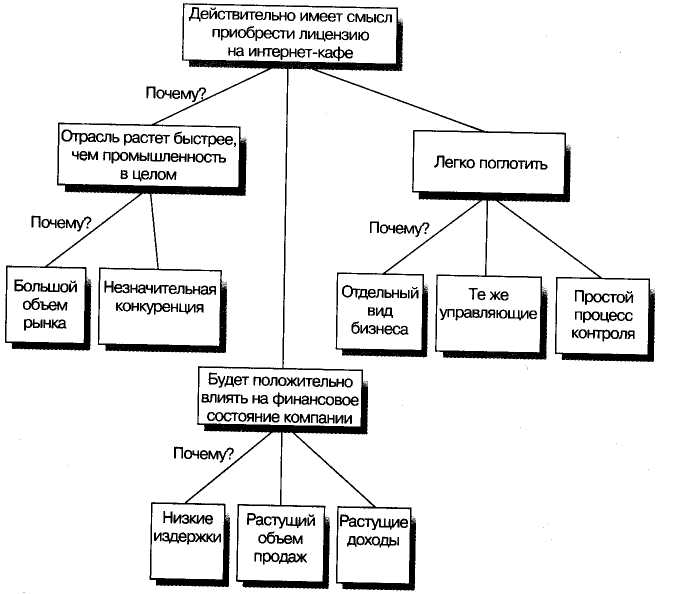 Действительно имеет смысл
приобрести лицензию
на интернет-кафе
Почему?
Отрасль растет быстрее,
чем промышленность
в целом
Легко поглотить
Почему?
Большой
объем
рынка
Незначительная
конкуренция
Почему?
Отдельный
вид
бизнеса
Те же
управляющие
Простой
процесс
контроля
Будет положительно
влиять на финансовое
состояние компании
Почему?
Низкие
издержки
Растущий
объем
продаж
Растущие
доходы